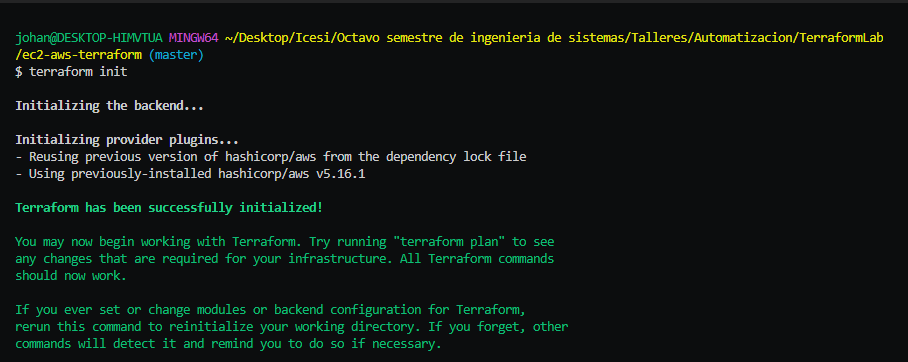 johan@DESKTOP-HIMVTUA MINGW64 ~/Desktop/Icesi/Octavo semestre de ingenieria de sistemas/Talleres/Automatizacion/TerraformLab
/ec2-aws-terraform (master)
$ terraform init
Initializing the backend...
Initializing provider plugins...
- Reusing previous version of hashicorp/aws from the dependency lock file
- Using previously-installed hashicorp/aws v5.16.1
Terraform has been successfully initialized!
You may now begin working with Terraform. Try running "terraform plan" to see
any changes that are required for your infrastructure. All Terraform commands
should now work.
If you ever set or change modules or backend configuration for Terraform,
rerun this command to reinitialize your working directory. If you forget, other
commands will detect it and remind you to do so if necessary.